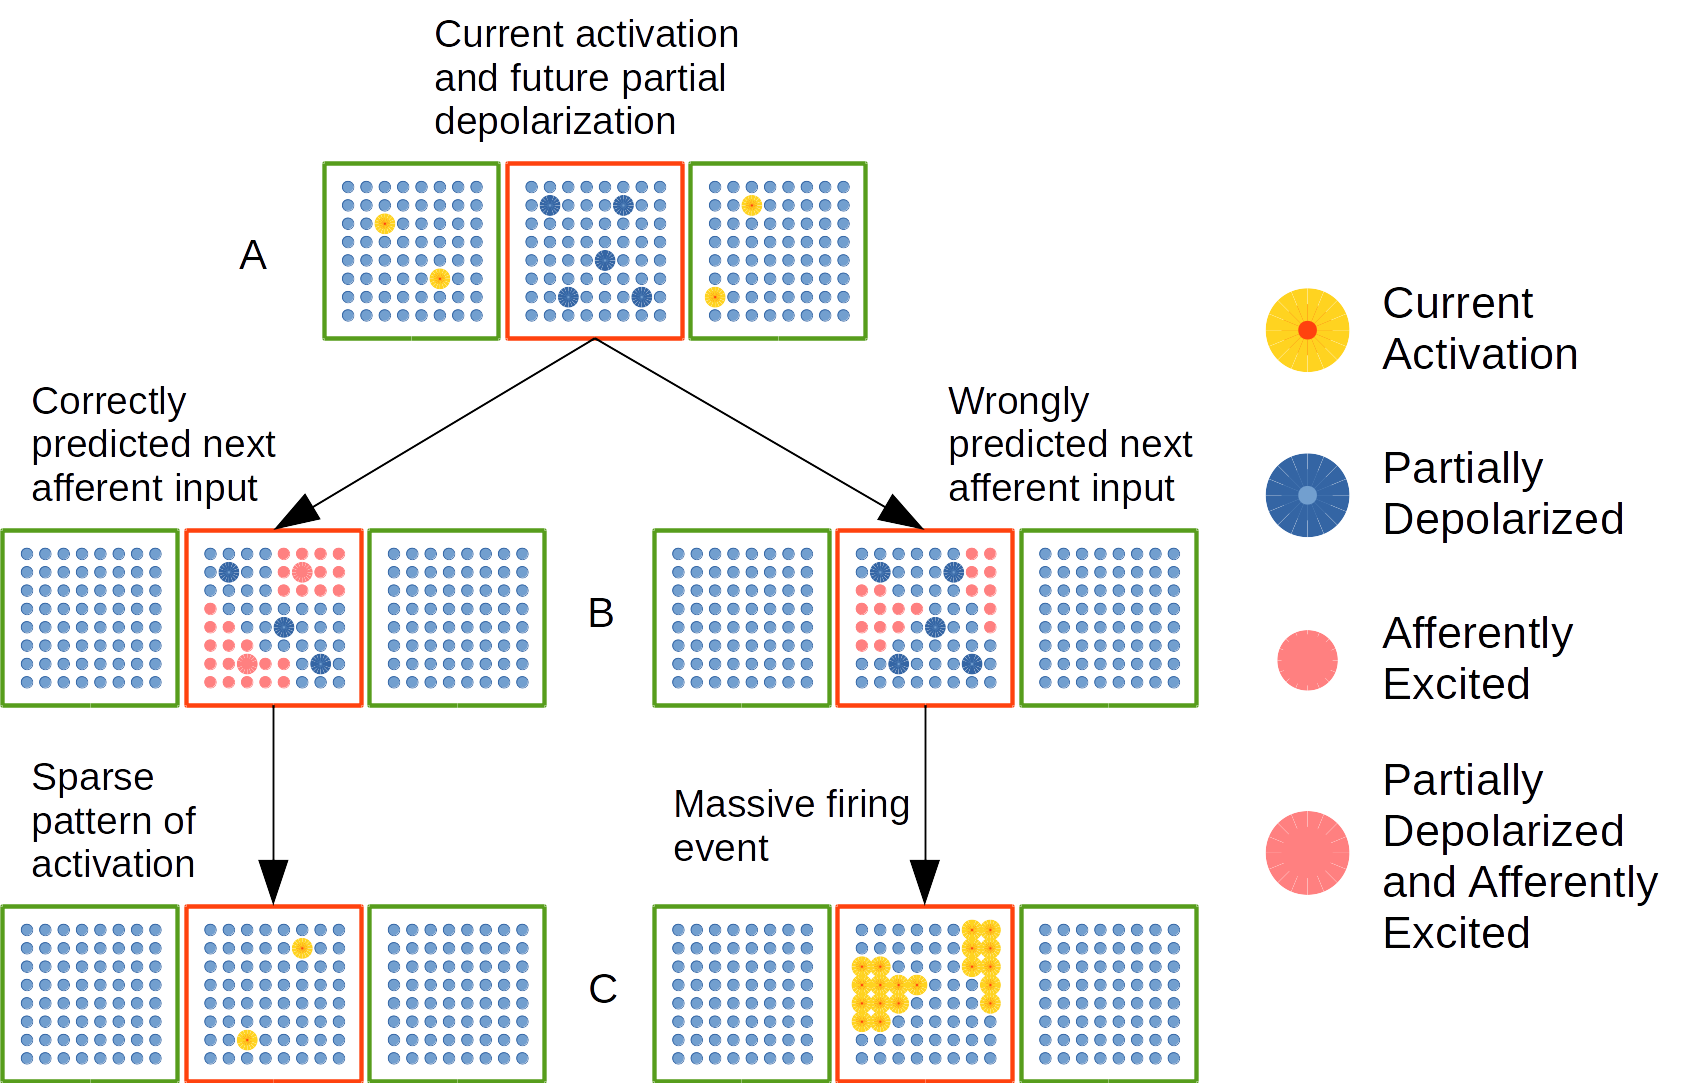 Current activation
and future partial
depolarization
A
Correctly
predicted next
afferent input
Wrongly
predicted next
afferent input
B
Sparse
pattern of
activation
Massive firing
event
C
Current
Activation
Partially
Depolarized
Afferently
Excited
Partially
Depolarized
and Afferently
Excited